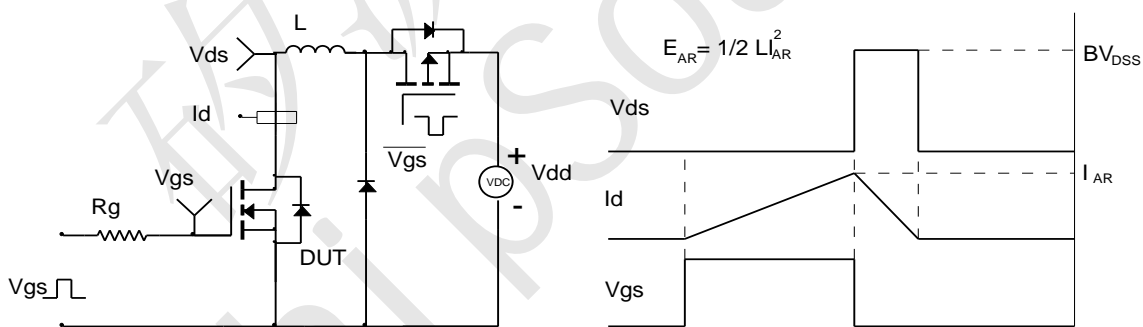 L
E_AR= 1/2 LI_AR^2
BV_DSS
Vds
Vds
Id
Vgs
+
Vdd
VDC
-
I_AR
Vgs
Id
Rg
DUT
Vgs
Vgs